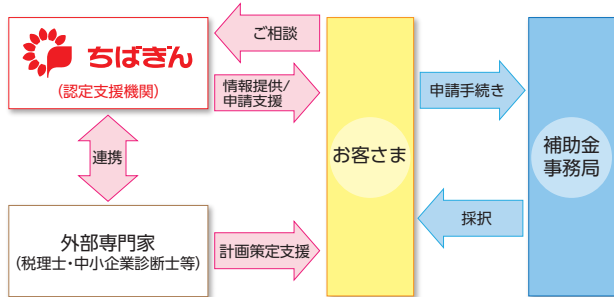 ちばぎん
(認定支援機関)
ご相談
情報提供/
申請支援
連携
外部専門家
(税理士・中小企業診断士等)
計画策定支援
お客さま
申請手続き
採択
補助金
事務局